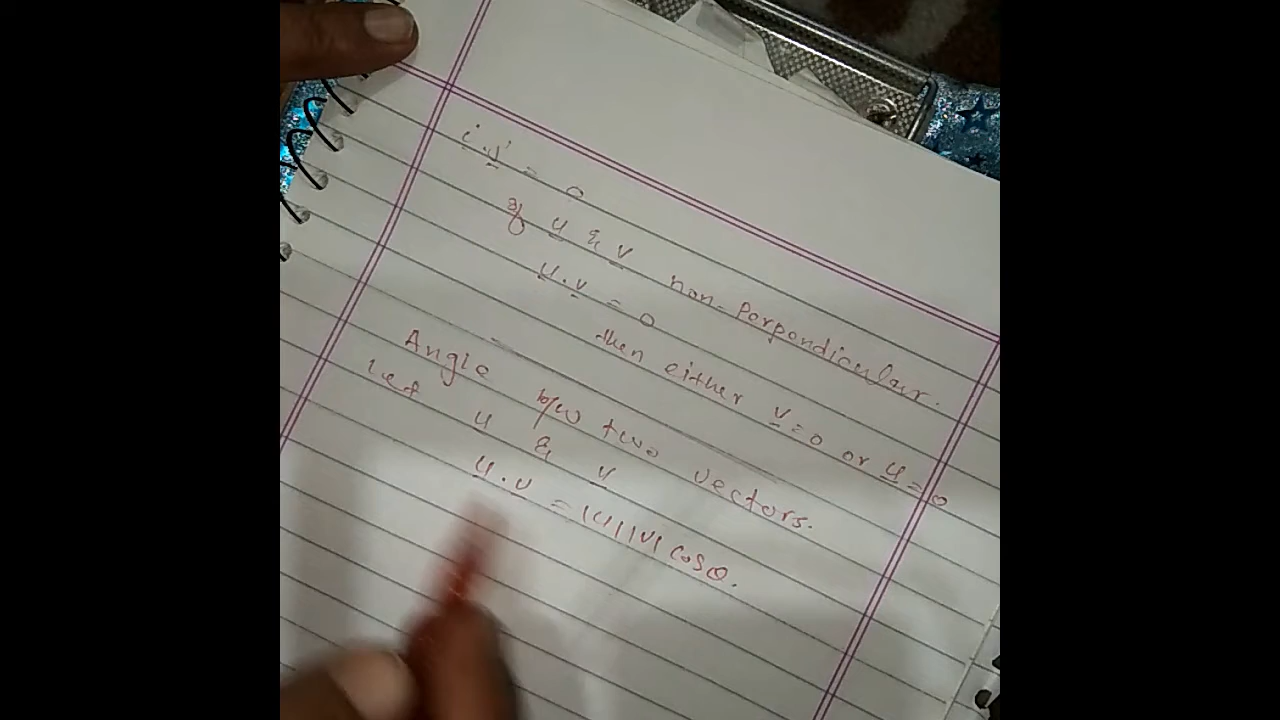 u.v = 0
If u & v non-Perpendicular.
u.v = 0 then either v=0 or u=0
Angle b/w two vectors.
let u & v
u.v = |u||v| cosθ.